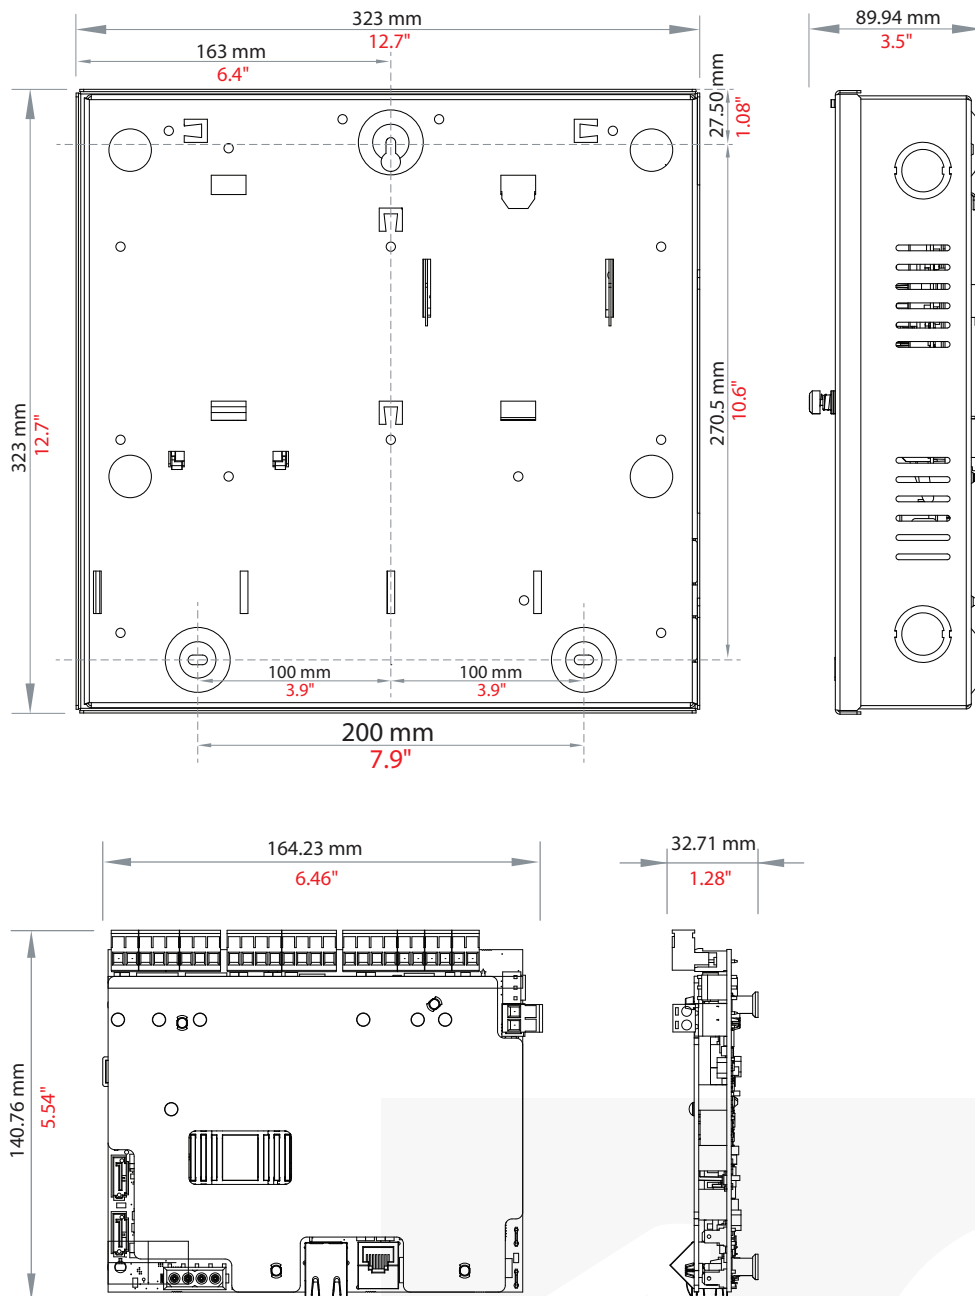 323 mm
12.7"
163 mm
6.4"
89.94 mm
3.5"
27.50 mm
1.08"
323 mm
12.7"
270.5 mm
10.6"
100 mm
3.9"
100 mm
3.9"
200 mm
7.9"
164.23 mm
6.46"
32.71 mm
1.28"
140.76 mm
5.54"